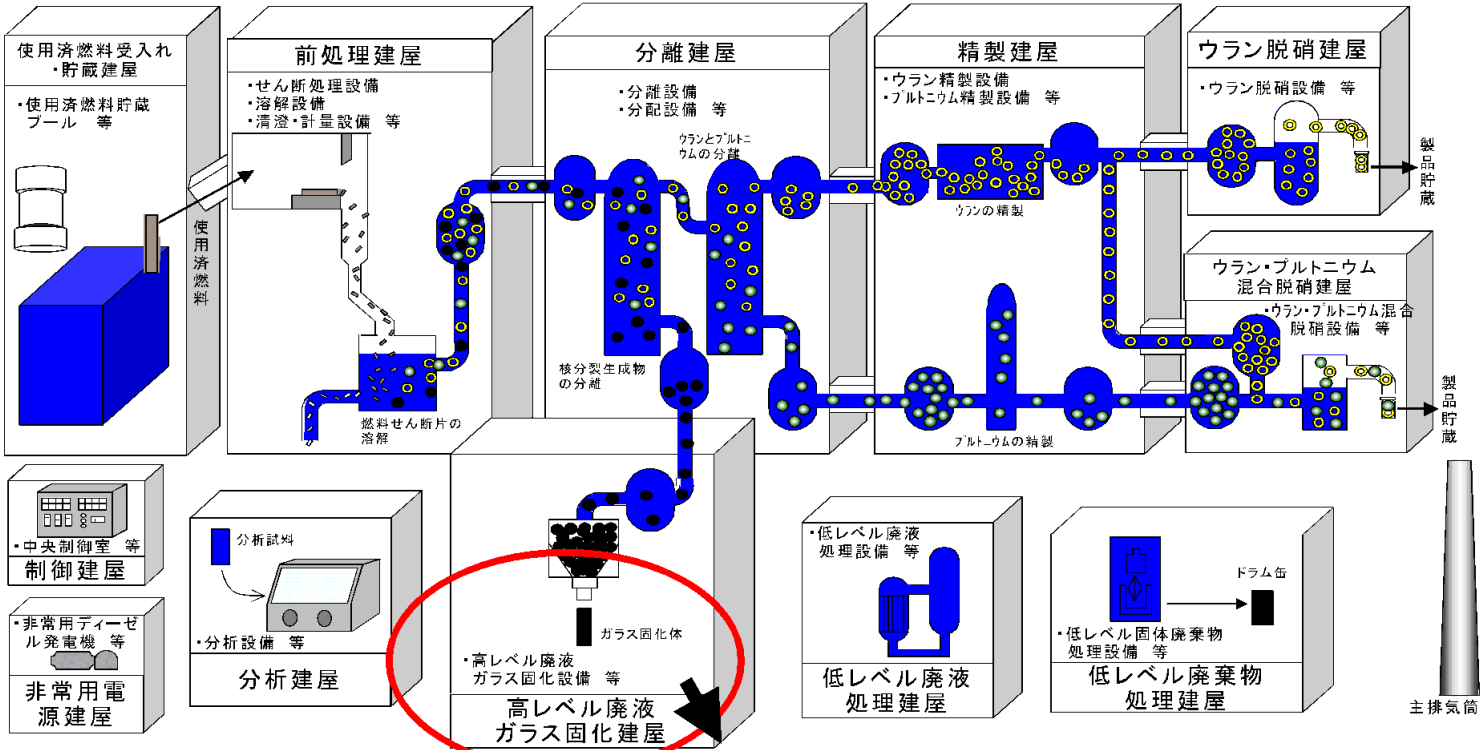 使用済燃料受入れ
・貯蔵建屋
・使用済燃料貯蔵
プール 等
使用済燃料
前処理建屋
・せん断処理設備
・溶解設備
・清澄・計量設備 等
燃料せん断片の
溶解
分離建屋
・分離設備
・分配設備 等
ウランとプルトニ
ウムの分離
核分裂生成物
の分離
精製建屋
・ウラン精製設備
・プルトニウム精製設備 等
ウランの精製
プルトニウムの精製
ウラン脱硝建屋
・ウラン脱硝設備 等
製品貯蔵
ウラン・プルトニウム
混合脱硝建屋
・ウラン・プルトニウム混合
脱硝設備 等
製品貯蔵
・中央制御室 等
制御建屋
・非常用ディーゼ
ル発電機 等
非常用電
源建屋
分析試料
・分析設備 等
分析建屋
ガラス固化体
・高レベル廃液
ガラス固化設備 等
高レベル廃液
ガラス固化建屋
・低レベル廃液
処理設備 等
低レベル廃液
処理建屋
ドラム缶
・低レベル固体廃棄物
処理設備 等
低レベル廃棄物
処理建屋
主排気筒